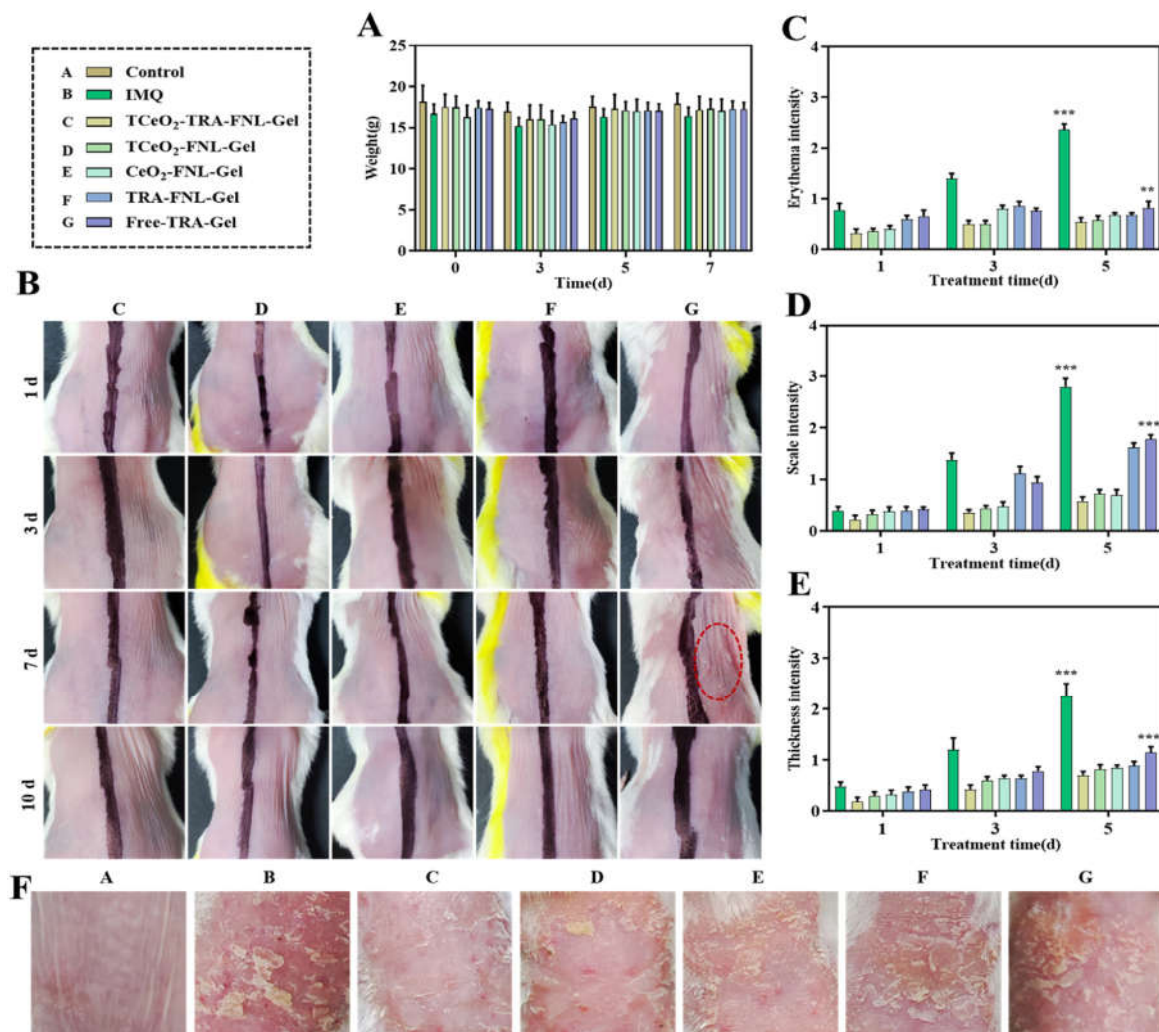 A Control
B IMQ
C TCeO₂-TRA-FNL-Gel
D TCeO₂-FNL-Gel
E CeO₂-FNL-Gel
F TRA-FNL-Gel
G Free-TRA-Gel
A
Weight(g)
25
20
15
10
5
0
0 3 5 7
Time(d)
C
Erythema intensity
4
3
2
1
0
***
**
1 3 5
Treatment time(d)
B
C D E F G
1 d
3 d
7 d
10 d
D
Scale intensity
4
3
2
1
0
***
***
1 3 5
Treatment time(d)
E
Thickness intensity
4
3
2
1
0
***
***
1 3 5
Treatment time(d)
F
A B C D E F G